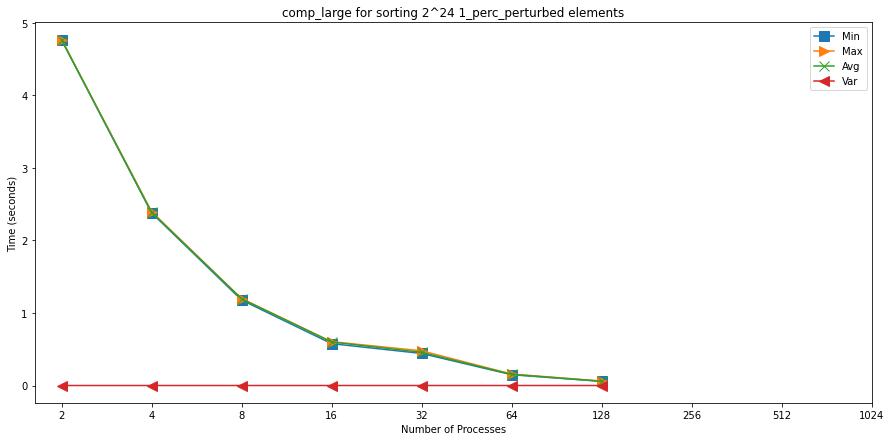 comp_large for sorting 2^24 1_perc_perturbed elements
Min
Max
Avg
Var
Time (seconds)
5
4
3
2
1
0
2 4 8 16 32 64 128 256 512 1024
Number of Processes